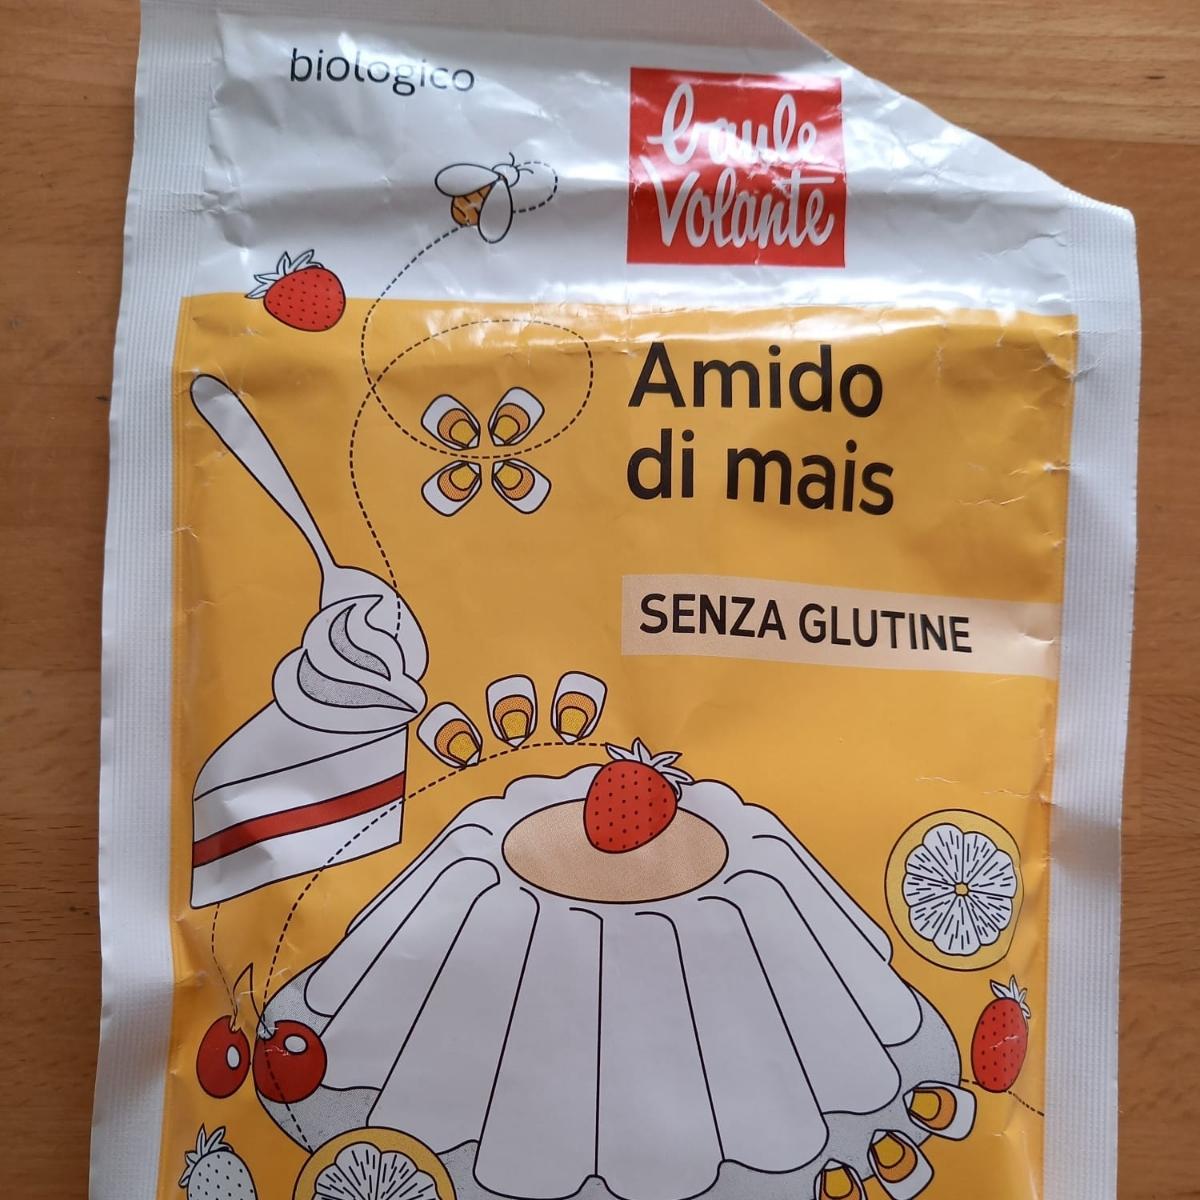 biologico
baule
Volante
Amido
di mais
SENZA GLUTINE